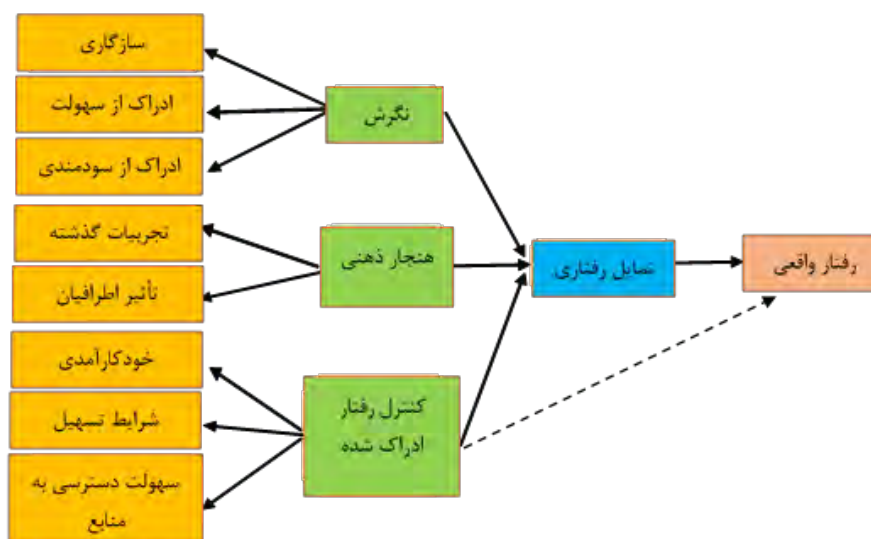 سازگاری
ادراک از سهولت
ادراک از سودمندی
تجربیات گذشته
تأثیر اطرافیان
خودکارآمدی
شرایط تسهیل
سهولت دسترسی به
منابع
نگرش
هنجار ذهنی
کنترل رفتار
ادراک شده
تمایل رفتاری
رفتار واقعی